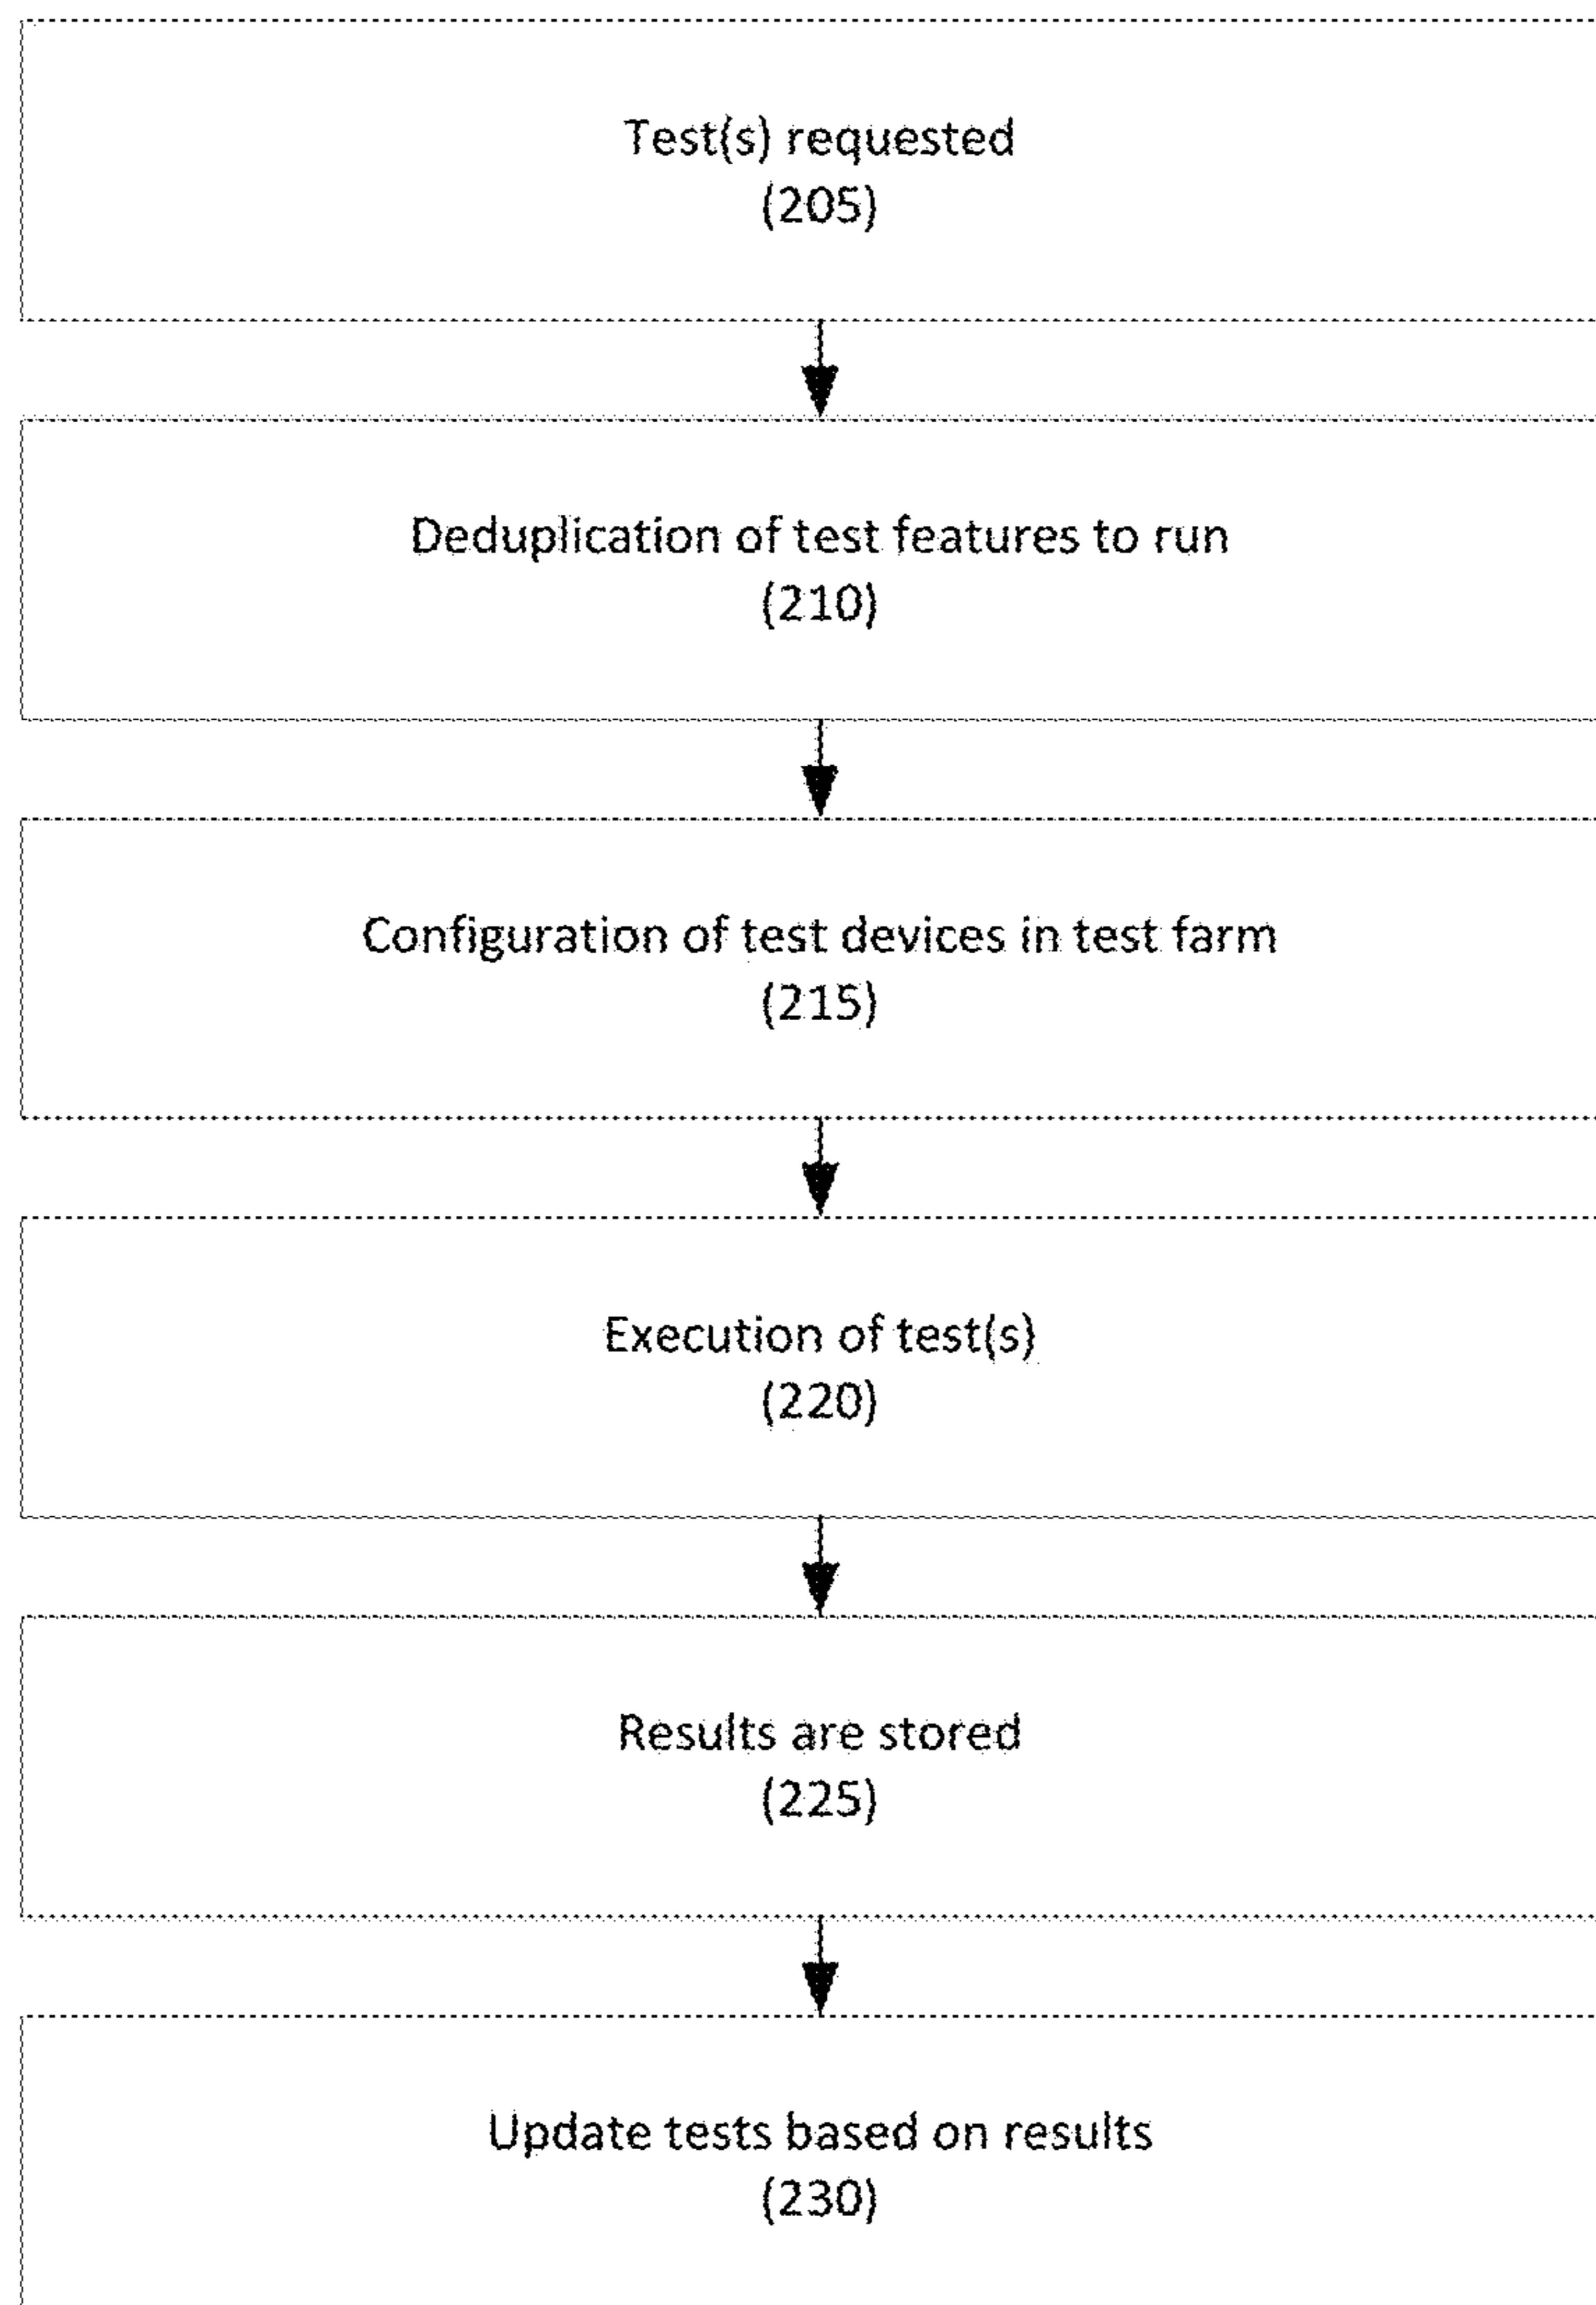 Test(s) requested
(205)
Deduplication of test features to run
(210)
Configuration of test devices in test farm
(215)
Execution of test(s)
(220)
Results are stored
(225)
Update tests based on results
(230)